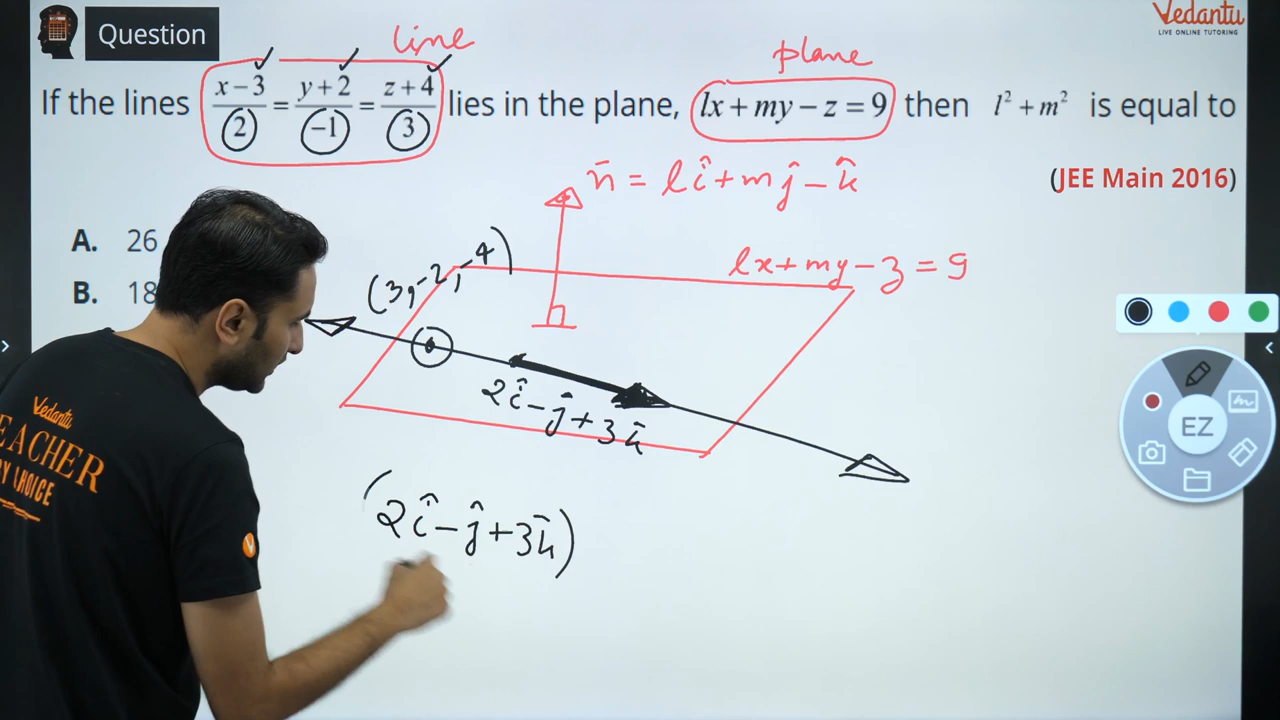 Question
Vedantu
LIVE ONLINE TUTORING
line
plane
If the lines x−3/2 = y+2/−1 = z+4/3 lies in the plane, lx+my−z=9 then l²+m² is equal to
(JEE Main 2016)
n̄ = lî+mĵ−k̂
A. 26
B. 18
(3,-2,-4)
lx+my−z=9
2î−ĵ+3k̂
(2î−ĵ+3k̂)
EZ
Vedantu